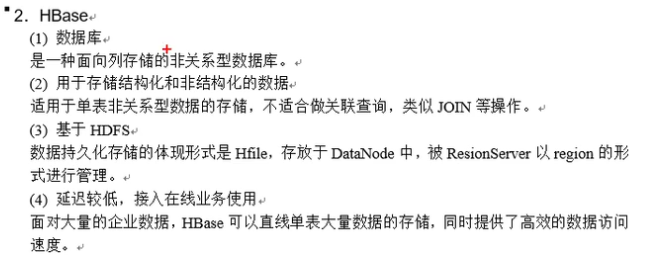 2. HBase
(1) 数据库
是一种面向列存储的非关系型数据库。
(2) 用于存储结构化和非结构化的数据
适用于单表非关系型数据的存储，不适合做关联查询，类似 JOIN 等操作。
(3) 基于 HDFS
数据持久化存储的体现形式是 Hfile，存放于 DataNode 中，被 ResionServer 以 region 的形
式进行管理。
(4) 延迟较低，接入在线业务使用
面对大量的企业数据，HBase 可以直线单表大量数据的存储，同时提供了高效的数据访问
速度。